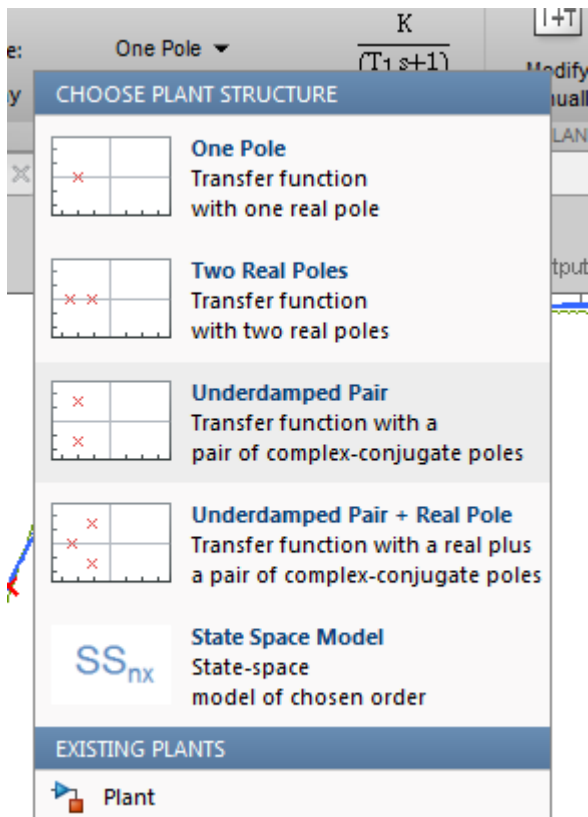 e:
One Pole
K
(T₁s+1)
1+T
Modify
y
CHOOSE PLANT STRUCTURE
One Pole
Transfer function
with one real pole
Two Real Poles
Transfer function
with two real poles
tput
Underdamped Pair
Transfer function with a
pair of complex-conjugate poles
Underdamped Pair + Real Pole
Transfer function with a real plus
a pair of complex-conjugate poles
SSnx
State Space Model
State-space
model of chosen order
EXISTING PLANTS
Plant